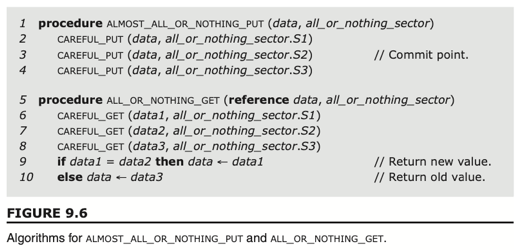 1 procedure ALMOST_ALL_OR_NOTHING_PUT (data, all_or_nothing_sector)
2 CAREFUL_PUT (data, all_or_nothing_sector.S1)
3 CAREFUL_PUT (data, all_or_nothing_sector.S2) // Commit point.
4 CAREFUL_PUT (data, all_or_nothing_sector.S3)
5 procedure ALL_OR_NOTHING_GET (reference data, all_or_nothing_sector)
6 CAREFUL_GET (data1, all_or_nothing_sector.S1)
7 CAREFUL_GET (data2, all_or_nothing_sector.S2)
8 CAREFUL_GET (data3, all_or_nothing_sector.S3)
9 if data1 = data2 then data ← data1 // Return new value.
10 else data ← data3 // Return old value.
FIGURE 9.6
Algorithms for ALMOST_ALL_OR_NOTHING_PUT and ALL_OR_NOTHING_GET.